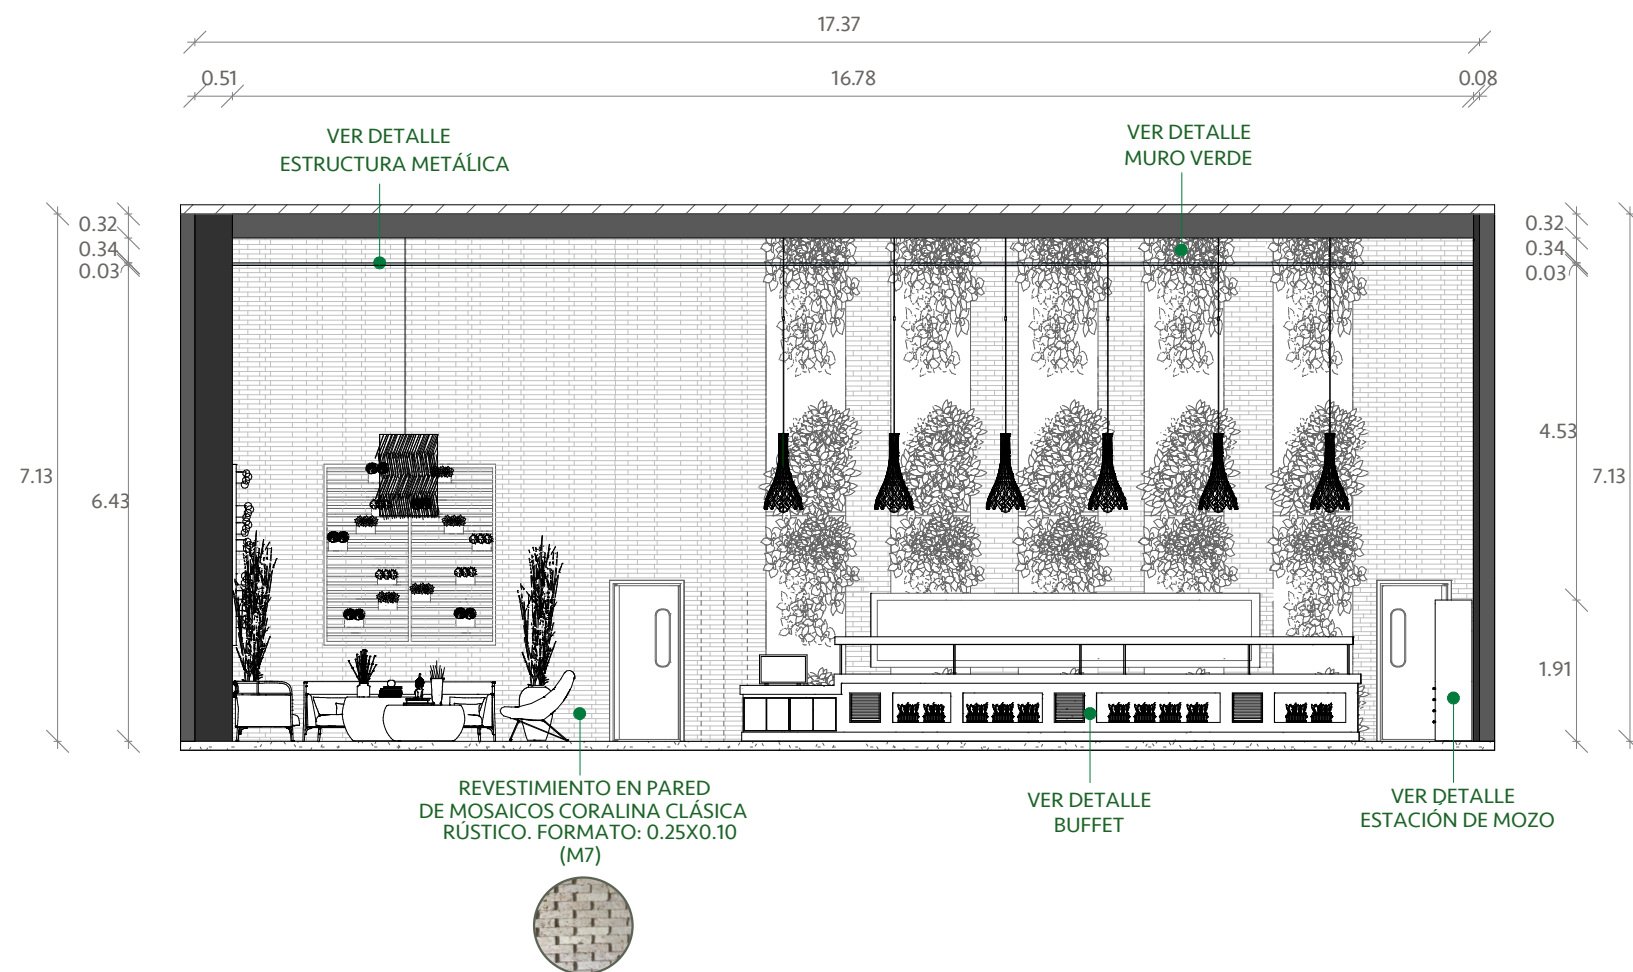 17.37
0.51 16.78 0.08
VER DETALLE
ESTRUCTURA METÁLICA
VER DETALLE
MURO VERDE
0.32
0.34
0.03
7.13
6.43
0.32
0.34
0.03
4.53
7.13
1.91
REVESTIMIENTO EN PARED
DE MOSAICOS CORALINA CLÁSICA
RÚSTICO. FORMATO: 0.25X0.10
(M7)
VER DETALLE
BUFFET
VER DETALLE
ESTACIÓN DE MOZO